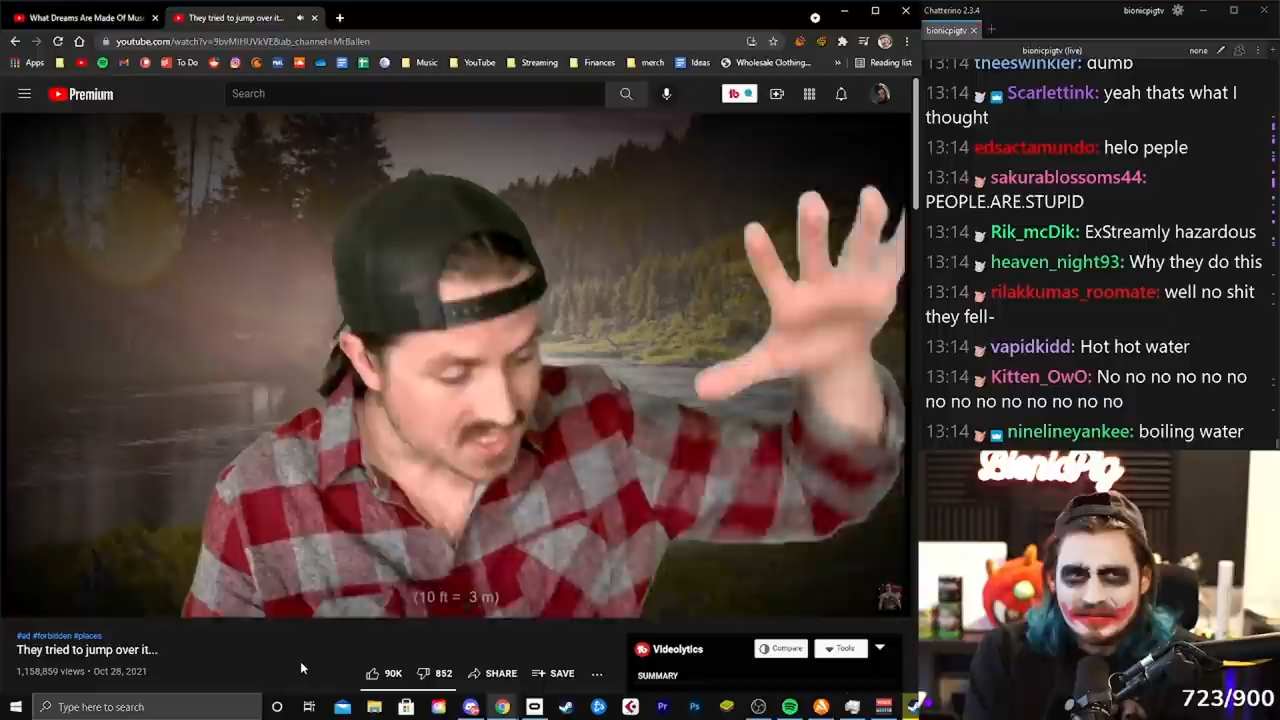 What Dreams Are Made Of Mus
They tried to jump over it...
youtube.com/watch?v=9bvMIHUVkVE&ab_channel=MrBallen
Apps
To Do
Music
YouTube
Streaming
Finances
merch
Ideas
Wholesale Clothing...
»
Reading list
Premium
Search
tb
(10 ft = 3 m)
#ad #forbidden #places
They tried to jump over it...
1,158,859 views • Oct 28, 2021
90K
852
SHARE
SAVE
...
tb Videolytics
Compare
Tools
SUMMARY
Type here to search
Pr
Ps
Chatterino 2.3.4
bionicpigtv
bionicpigtv
bionicpigtv (live)
none
theeswinkler: dumb
13:14 Scarlettink: yeah thats what I
thought
13:14 edsactamundo: helo peple
13:14 sakurablossoms44:
PEOPLE.ARE.STUPID
13:14 Rik_mcDik: ExStreamly hazardous
13:14 heaven_night93: Why they do this
13:14 rilakkumas_roomate: well no shit
they fell-
13:14 vapidkidd: Hot hot water
13:14 Kitten_OwO: No no no no no no
no no no no no no no no
13:14 ninelineyankee: boiling water
BionicPig
723/900